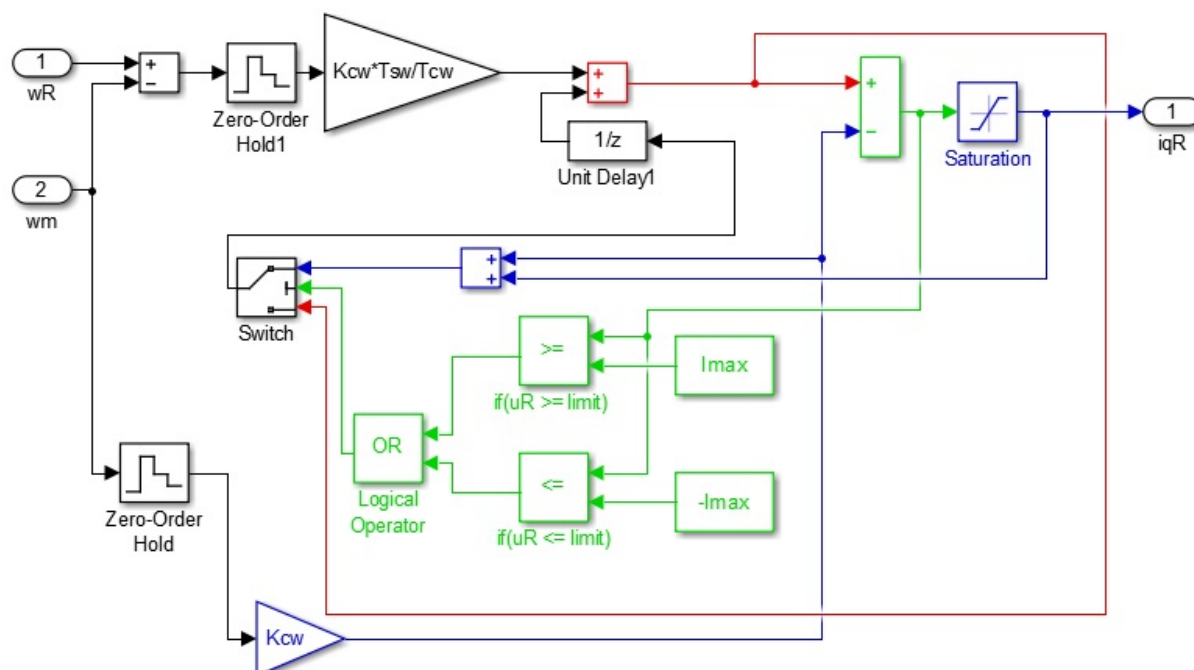 1
wR
+
−
Zero-Order
Hold1
Kcw*Tsw/Tcw
+
+
1/z
Unit Delay1
+
−
Saturation
1
iqR
2
wm
Switch
+
+
>=
if(uR >= limit)
Imax
OR
Logical
Operator
<=
if(uR <= limit)
-Imax
Zero-Order
Hold
Kcw